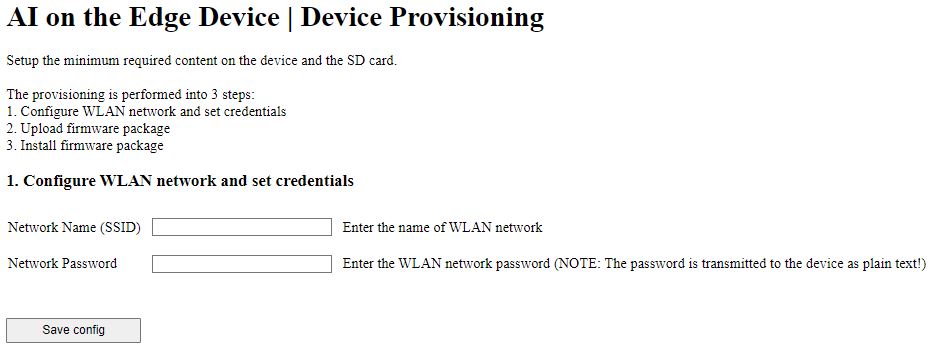 AI on the Edge Device | Device Provisioning
Setup the minimum required content on the device and the SD card.
The provisioning is performed into 3 steps:
1. Configure WLAN network and set credentials
2. Upload firmware package
3. Install firmware package
1. Configure WLAN network and set credentials
Network Name (SSID) Enter the name of WLAN network
Network Password Enter the WLAN network password (NOTE: The password is transmitted to the device as plain text!)
Save config